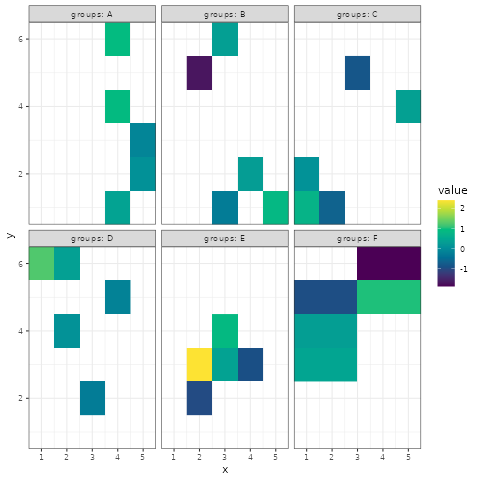 groups: A
groups: B
groups: C
6
4
2
groups: D
groups: E
groups: F
6
4
2
1 2 3 4 5
1 2 3 4 5
1 2 3 4 5
x
y
value
2
1
0
-1